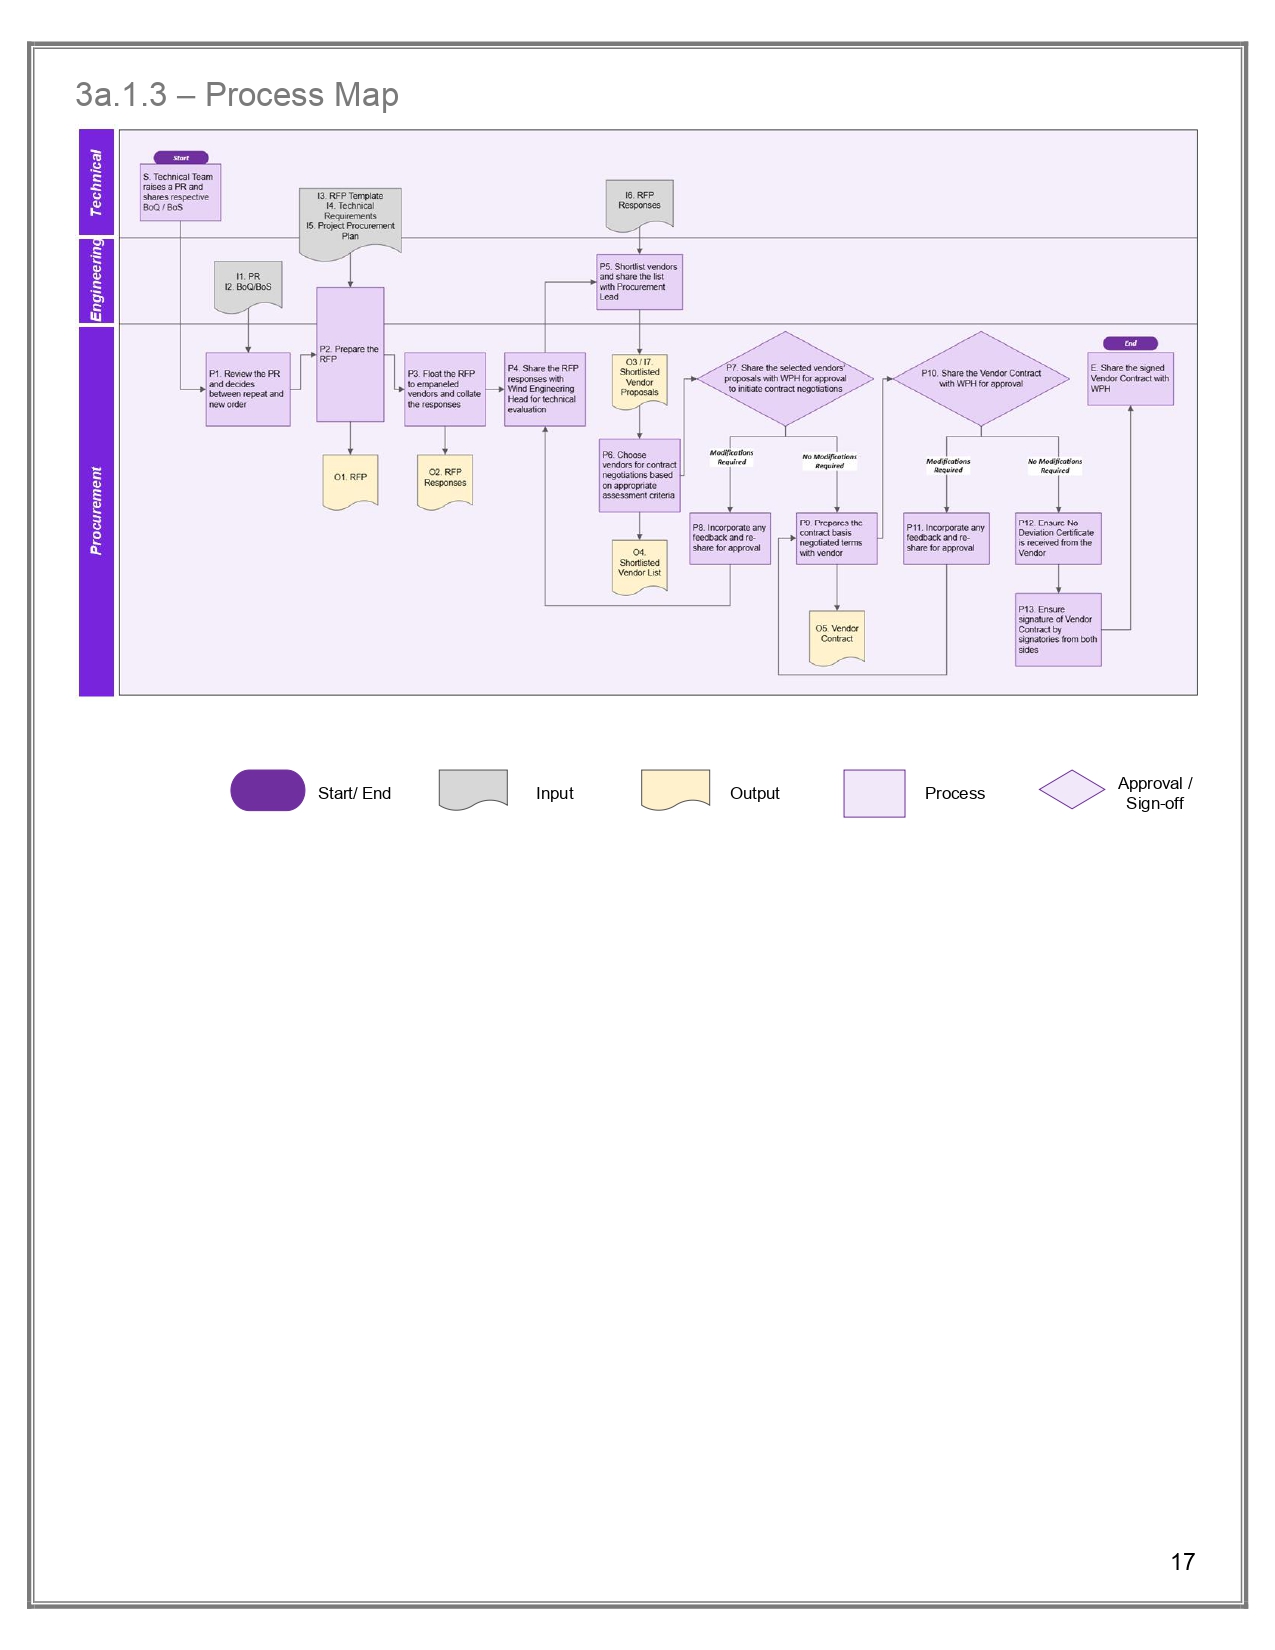 3a.1.3 – Process Map
Technical
Engineering
Procurement
Start
S. Technical Team
raises a PR and
shares respective
BoQ / BoS
I3. RFP Template
I4. Technical
Requirements
I5. Project Procurement
Plan
I6. RFP
Responses
I1. PR
I2. BoQ/BoS
P5. Shortlist vendors
and share the list
with Procurement
Lead
P1. Review the PR
and decides
between repeat and
new order
P2. Prepare the
RFP
P3. Float the RFP
to empaneled
vendors and collate
the responses
P4. Share the RFP
responses with
Wind Engineering
Head for technical
evaluation
O3 / I7.
Shortlisted
Vendor
Proposals
P7. Share the selected vendors'
proposals with WPH for approval
to initiate contract negotiations
P10. Share the Vendor Contract
with WPH for approval
End
E. Share the signed
Vendor Contract with
WPH
O1. RFP
O2. RFP
Responses
P6. Choose
vendors for contract
negotiations based
on appropriate
assessment criteria
Modifications
Required
No Modifications
Required
Modifications
Required
No Modifications
Required
O4.
Shortlisted
Vendor List
P8. Incorporate any
feedback and re-
share for approval
P9. Prepares the
contract basis
negotiated terms
with vendor
P11. Incorporate any
feedback and re-
share for approval
P12. Ensure No
Deviation Certificate
is received from the
Vendor
O5. Vendor
Contract
P13. Ensure
signature of Vendor
Contract by
signatories from both
sides
Start/ End
Input
Output
Process
Approval /
Sign-off
17